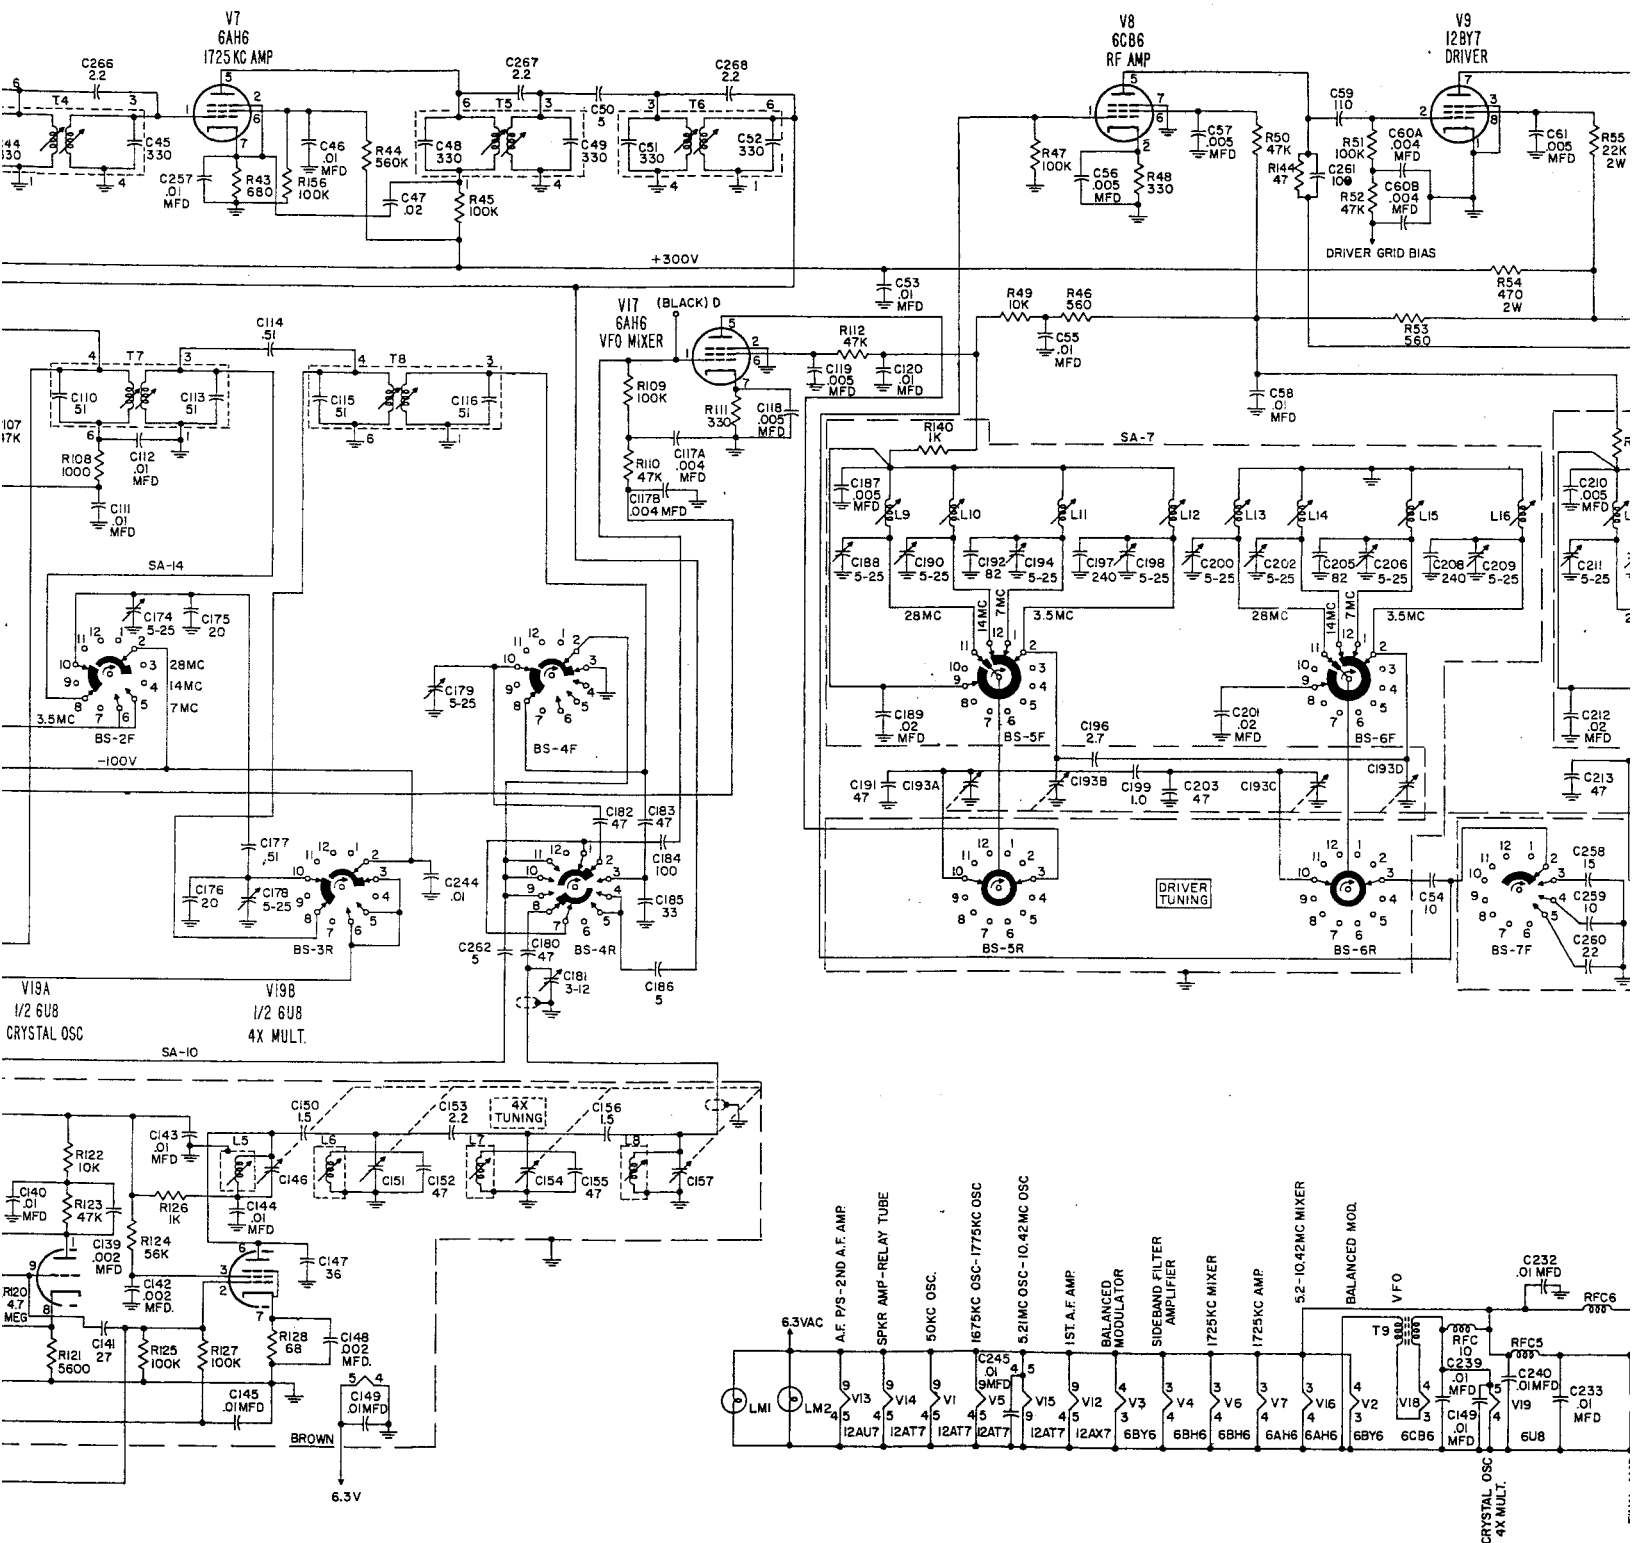 V7
6AH6
1725KC AMP
V8
6CB6
RF AMP
V9
12BY7
DRIVER
C266
2.2
C267
2.2
C268
2.2
T4
T5
T6
C50
5
C45
330
C257
.01
MFD
R43
680
R156
100K
C46
.01
MFD
R44
560K
C47
.02
C48
330
R45
100K
C49
330
C51
330
C52
330
R47
100K
C56
.005
MFD
R48
330
C57
.005
MFD
R50
47K
R144
47
C261
100
C59
110
R51
100K
R52
47K
C60A
.004
MFD
C60B
.004
MFD
C61
.005
MFD
R55
22K
2W
DRIVER GRID BIAS
+300V
C53
.01
MFD
R54
470
2W
R53
560
V17
6AH6
VFO MIXER
(BLACK) D
R112
47K
R49
10K
R46
560
C55
.01
MFD
C58
.01
MFD
C119
.005
MFD
C120
.01
MFD
C114
.51
T7
T8
C110
51
C113
51
C115
51
C116
51
R108
1000
C112
.01
MFD
C111
.01
MFD
R109
100K
R111
330
C118
.005
MFD
R110
47K
C117A
.004
MFD
C117B
.004 MFD
R140
1K
SA-7
C187
.005
MFD
L9
L10
L11
L12
L13
L14
L15
L16
C210
.005
MFD
C188
5-25
C190
5-25
C192
82
C194
5-25
C197
240
C198
5-25
C200
5-25
C202
5-25
C205
82
C206
5-25
C208
240
C209
5-25
C211
5-25
28MC
14MC
7MC
3.5MC
28MC
14MC
7MC
3.5MC
SA-14
C174
5-25
C175
20
28MC
14MC
7MC
3.5MC
BS-2F
-100V
C179
5-25
BS-4F
C189
.02
MFD
BS-5F
C196
2.7
C201
.02
MFD
BS-6F
C212
.02
MFD
C191
47
C193A
C193B
C199
1.0
C203
47
C193C
C193D
C213
47
C177
.51
C176
20
C178
5-25
BS-3R
C244
.01
C182
47
C183
47
C184
100
C185
33
BS-4R
C262
5
C180
47
C181
3-12
C186
5
BS-5R
DRIVER
TUNING
BS-6R
C54
10
C258
15
C259
10
C260
22
BS-7F
V19A
1/2 6U8
CRYSTAL OSC
V19B
1/2 6U8
4X MULT.
SA-10
C150
1.5
C153
2.2
4X
TUNING
C156
1.5
C143
.01
MFD
L5
L6
L7
L8
C146
C151
C152
47
C154
C155
47
C157
R122
10K
C140
.01
MFD
R123
47K
C139
.002
MFD
R126
1K
R124
56K
C144
.01
MFD
C142
.002
MFD.
C147
36
R120
4.7
MEG
C141
27
R121
5600
R125
100K
R127
100K
R128
68
C148
.002
MFD.
C145
.01MFD
C149
.01MFD
BROWN
6.3V
6.3VAC
LM1
LM2
A.F. P/S-2ND A.F. AMP.
SPKR AMP-RELAY TUBE
50KC OSC.
1675KC OSC-1775KC OSC
5.21MC OSC-10.42MC OSC
1ST. A.F. AMP.
BALANCED
MODULATOR
SIDEBAND FILTER
AMPLIFIER
1725KC MIXER
1725KC AMP.
5.2-10.42MC MIXER
BALANCED MOD.
VFO
T9
C245
.01
MFD
V13
V14
V1
V5
V15
V12
V3
V4
V6
V7
V16
V2
V18
V19
12AU7
12AT7
12AT7
12AT7
12AT7
12AX7
6BY6
6BH6
6BH6
6AH6
6AH6
6BY6
6CB6
6U8
RFC
10
C239
.01
MFD
C149
.01
MFD
RFC5
C240
.01MFD
C232
.01 MFD
RFC6
C233
.01
MFD
CRYSTAL OSC
4X MULT.